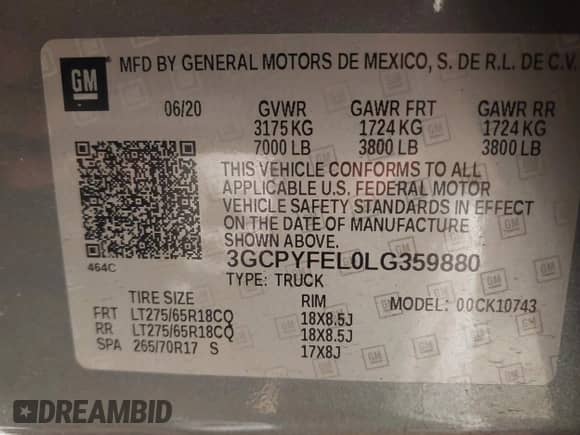 GM MFD BY GENERAL MOTORS DE MEXICO, S. DE R.L. DE C.V.
06/20 GVWR GAWR FRT GAWR RR
3175 KG 1724 KG 1724 KG
7000 LB 3800 LB 3800 LB
THIS VEHICLE CONFORMS TO ALL
APPLICABLE U.S. FEDERAL MOTOR
VEHICLE SAFETY STANDARDS IN EFFECT
ON THE DATE OF MANUFACTURE
SHOWN ABOVE.
464C 3GCPYFEL0LG359880
TYPE: TRUCK
TIRE SIZE RIM MODEL: 00CK10743
FRT LT275/65R18CQ 18X8.5J
RR LT275/65R18CQ 18X8.5J
SPA 265/70R17 S 17X8J
DREAMBID